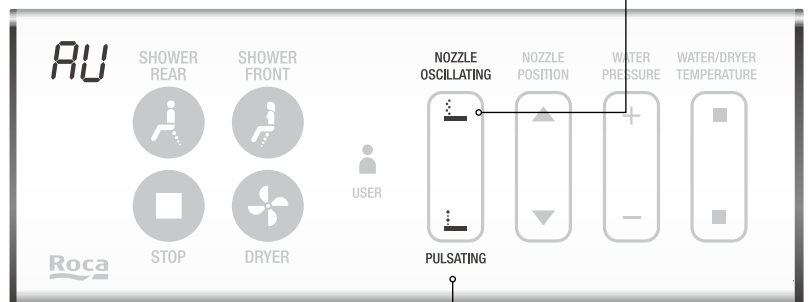 AU
SHOWER
REAR
SHOWER
FRONT
NOZZLE
OSCILLATING
NOZZLE
POSITION
WATER
PRESSURE
WATER/DRYER
TEMPERATURE
USER
STOP
DRYER
PULSATING
Roca